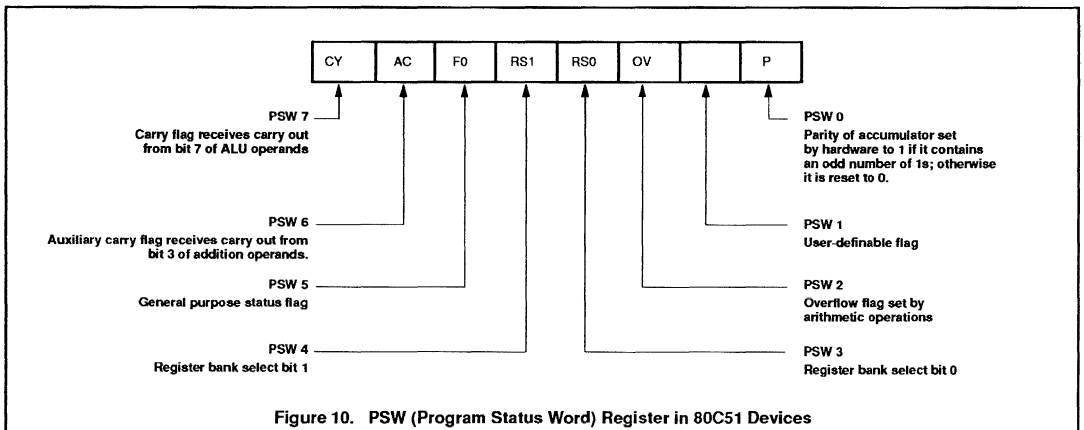 CY AC F0 RS1 RS0 OV P
PSW 7
Carry flag receives carry out
from bit 7 of ALU operands
PSW 6
Auxiliary carry flag receives carry out from
bit 3 of addition operands.
PSW 5
General purpose status flag
PSW 4
Register bank select bit 1
PSW 0
Parity of accumulator set
by hardware to 1 if it contains
an odd number of 1s; otherwise
it is reset to 0.
PSW 1
User-definable flag
PSW 2
Overflow flag set by
arithmetic operations
PSW 3
Register bank select bit 0
Figure 10. PSW (Program Status Word) Register in 80C51 Devices